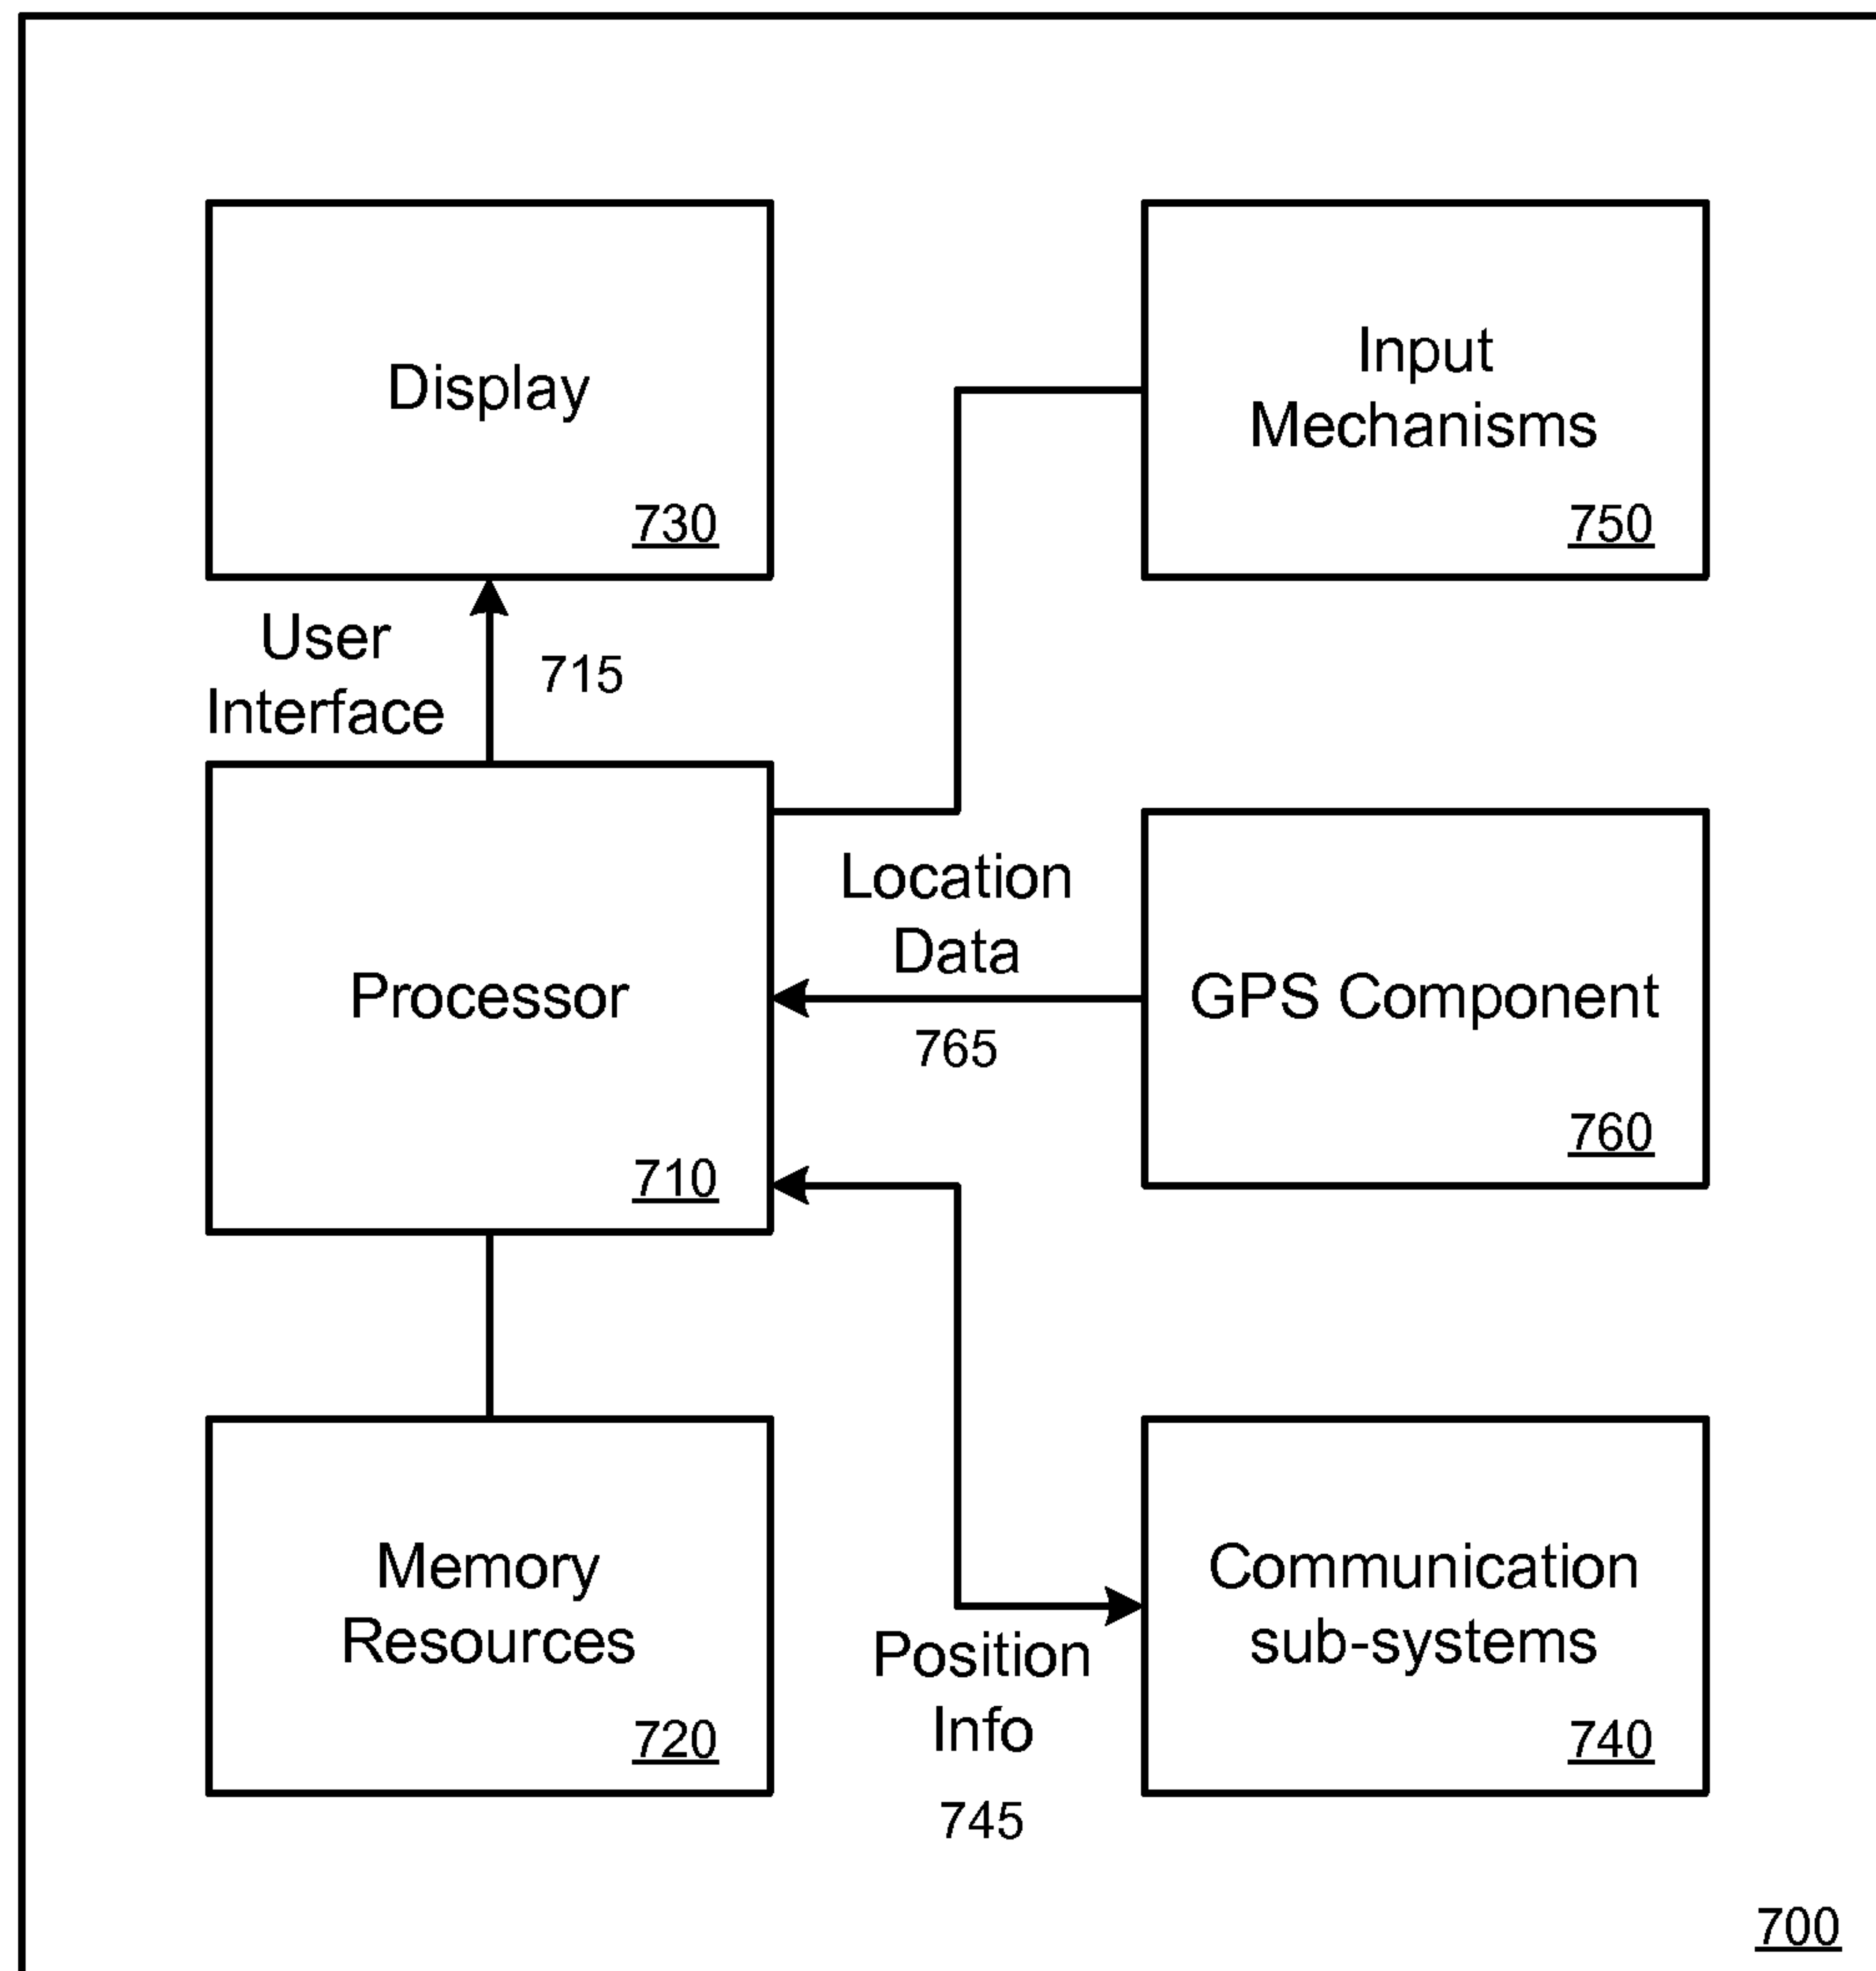 Display
730
Input
Mechanisms
750
User
Interface
715
Processor
710
Location
Data
765
GPS Component
760
Memory
Resources
720
Position
Info
745
Communication
sub-systems
740
700